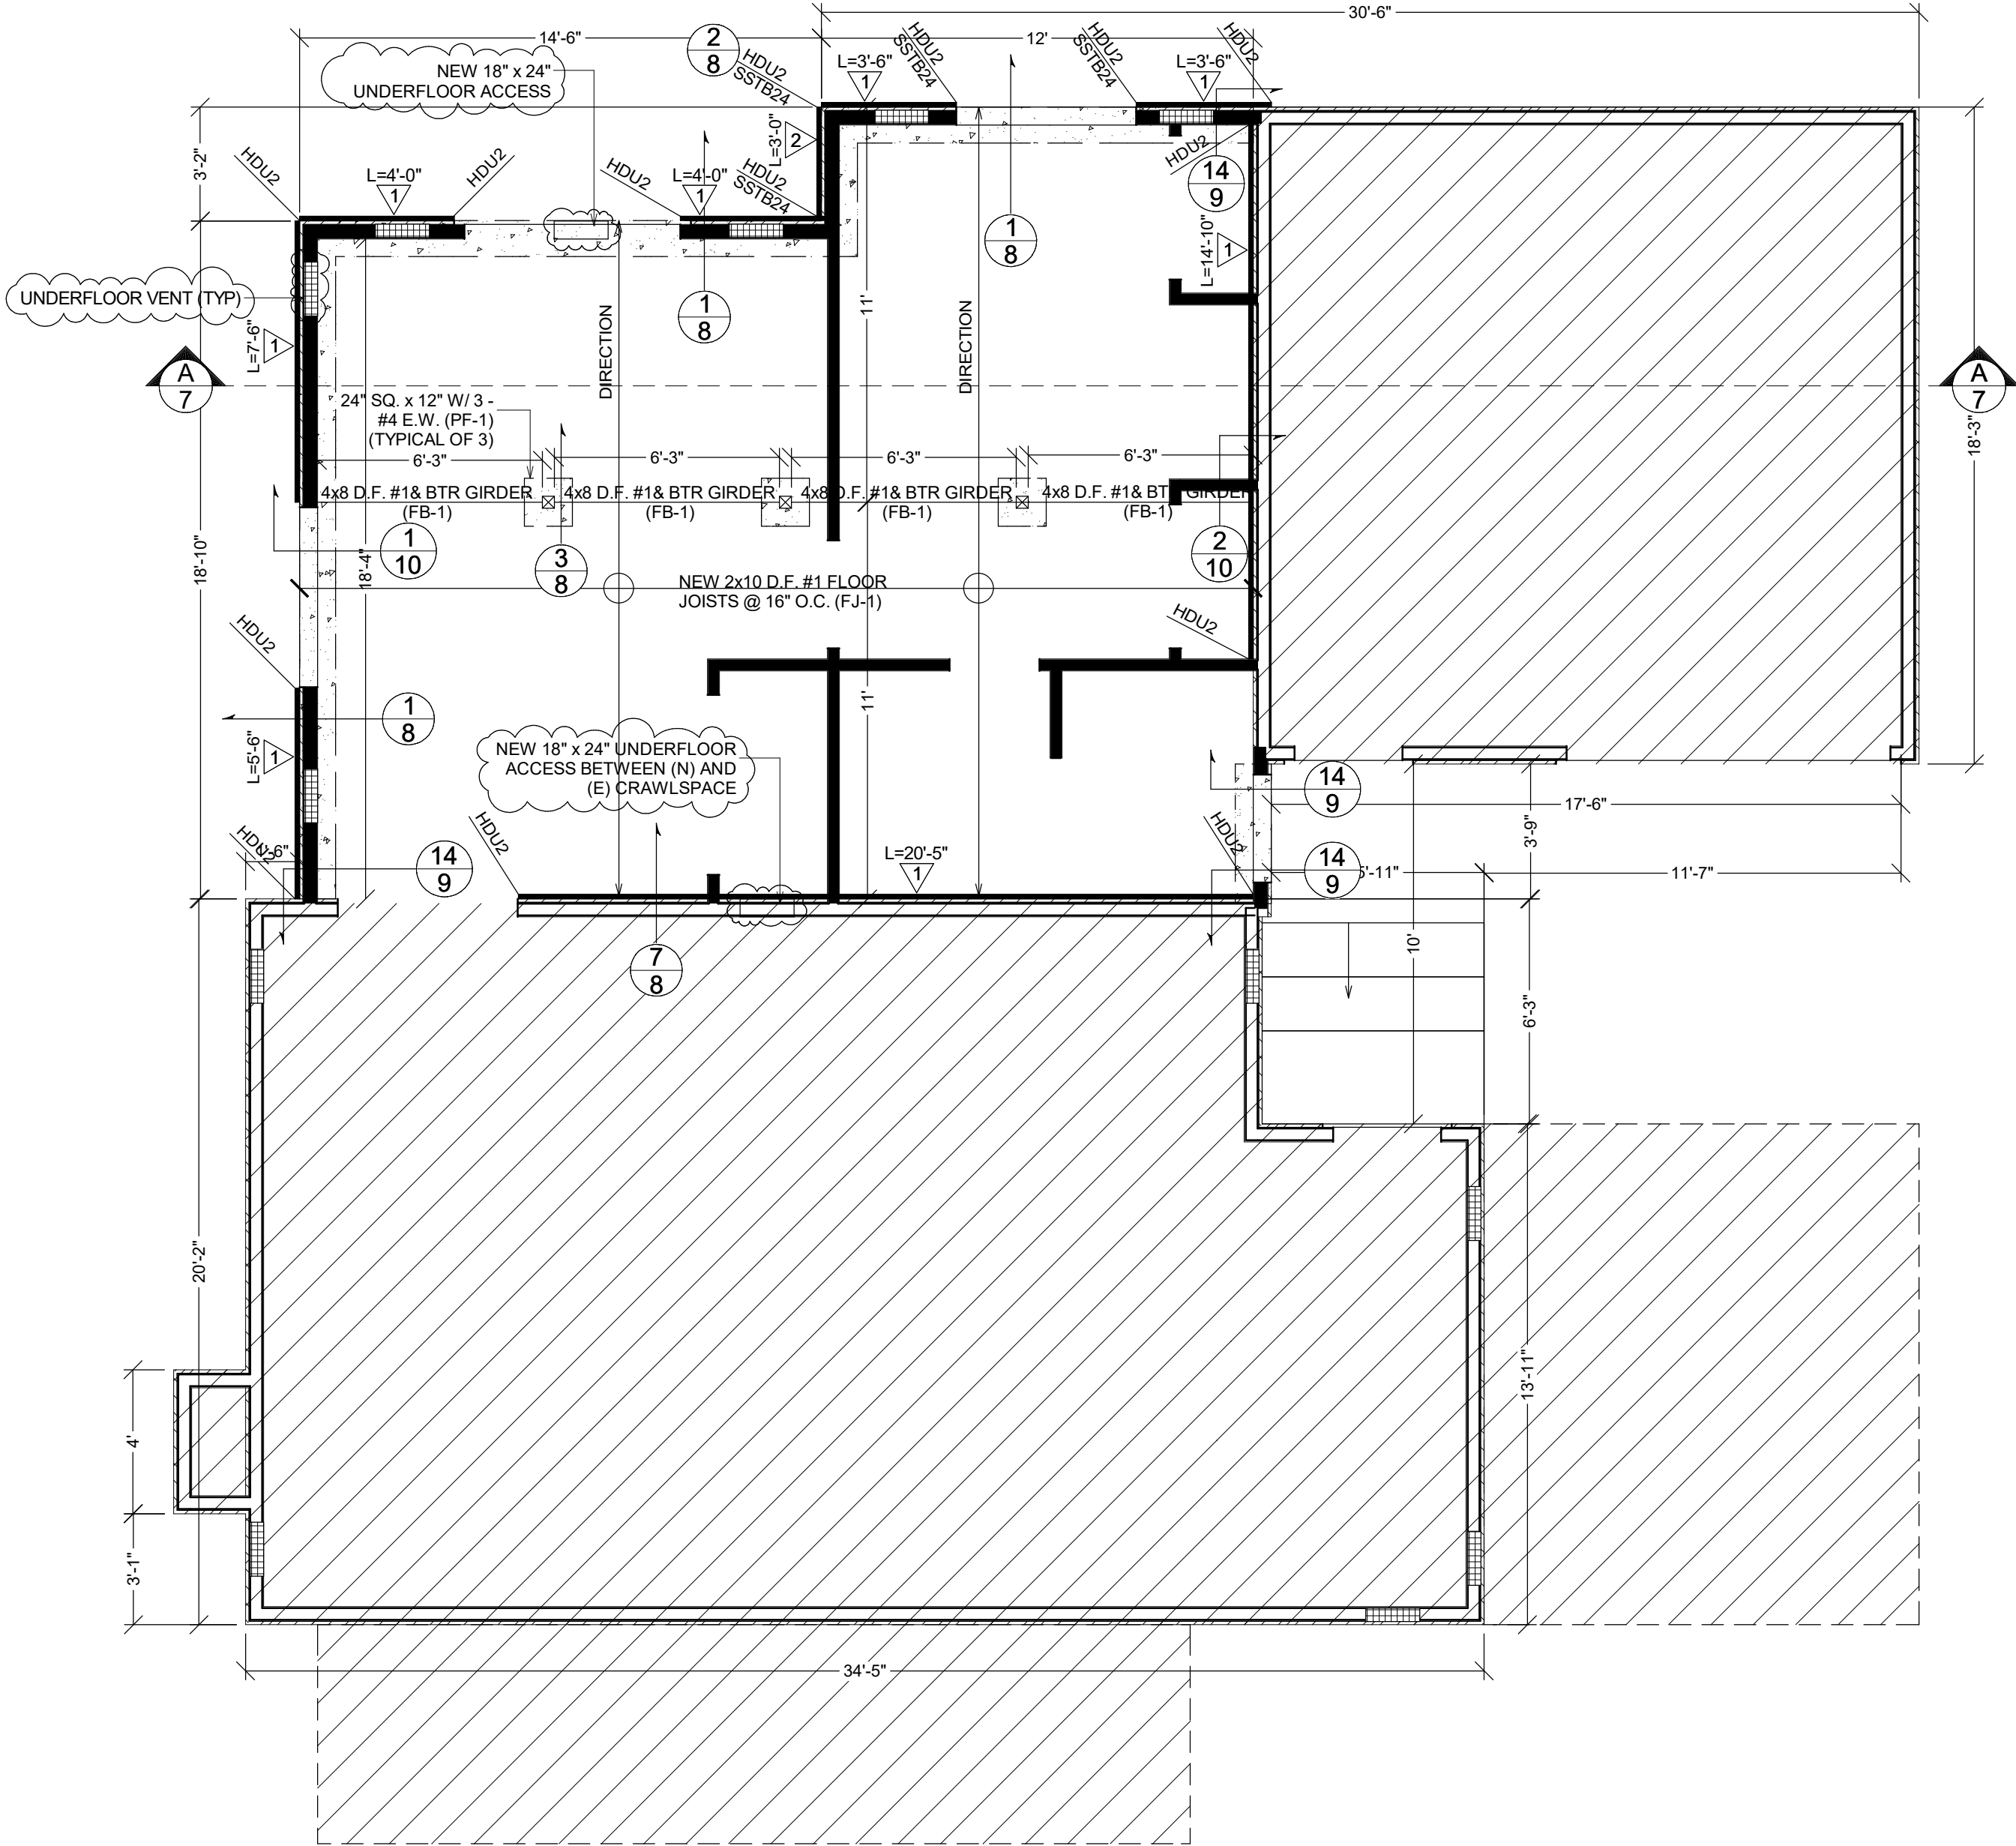 30'-6"
14'-6"
12'
2
8
HDU2
SSTB24
HDU2
SSTB24
HDU2
SSTB24
HDU2
L=3'-6"
1
L=3'-6"
1
NEW 18" x 24"
UNDERFLOOR ACCESS
3'-2"
HDU2
L=4'-0"
1
HDU2
HDU2
L=4'-0"
1
HDU2
SSTB24
L=3'-0"
2
HDU2
14
9
1
8
L=14'-10"
1
UNDERFLOOR VENT (TYP)
1
8
DIRECTION
11'
DIRECTION
L=7'-6"
1
A
7
A
7
18'-3"
24" SQ. x 12" W/ 3 -
#4 E.W. (PF-1)
(TYPICAL OF 3)
6'-3"
6'-3"
6'-3"
6'-3"
4x8 D.F. #1& BTR GIRDER
(FB-1)
4x8 D.F. #1& BTR GIRDER
(FB-1)
4x8 D.F. #1& BTR GIRDER
(FB-1)
4x8 D.F. #1& BTR GIRDER
(FB-1)
18'-10"
1
10
18'-4"
3
8
2
10
NEW 2x10 D.F. #1 FLOOR
JOISTS @ 16" O.C. (FJ-1)
HDU2
HDU2
11'
1
8
L=5'-6"
1
NEW 18" x 24" UNDERFLOOR
ACCESS BETWEEN (N) AND
(E) CRAWLSPACE
14
9
17'-6"
3'-9"
HDU2
14
9
HDU2
L=20'-5"
1
HDU2
14
9
11'-7"
7
8
10'
6'-3"
20'-2"
13'-11"
4'
3'-1"
34'-5"